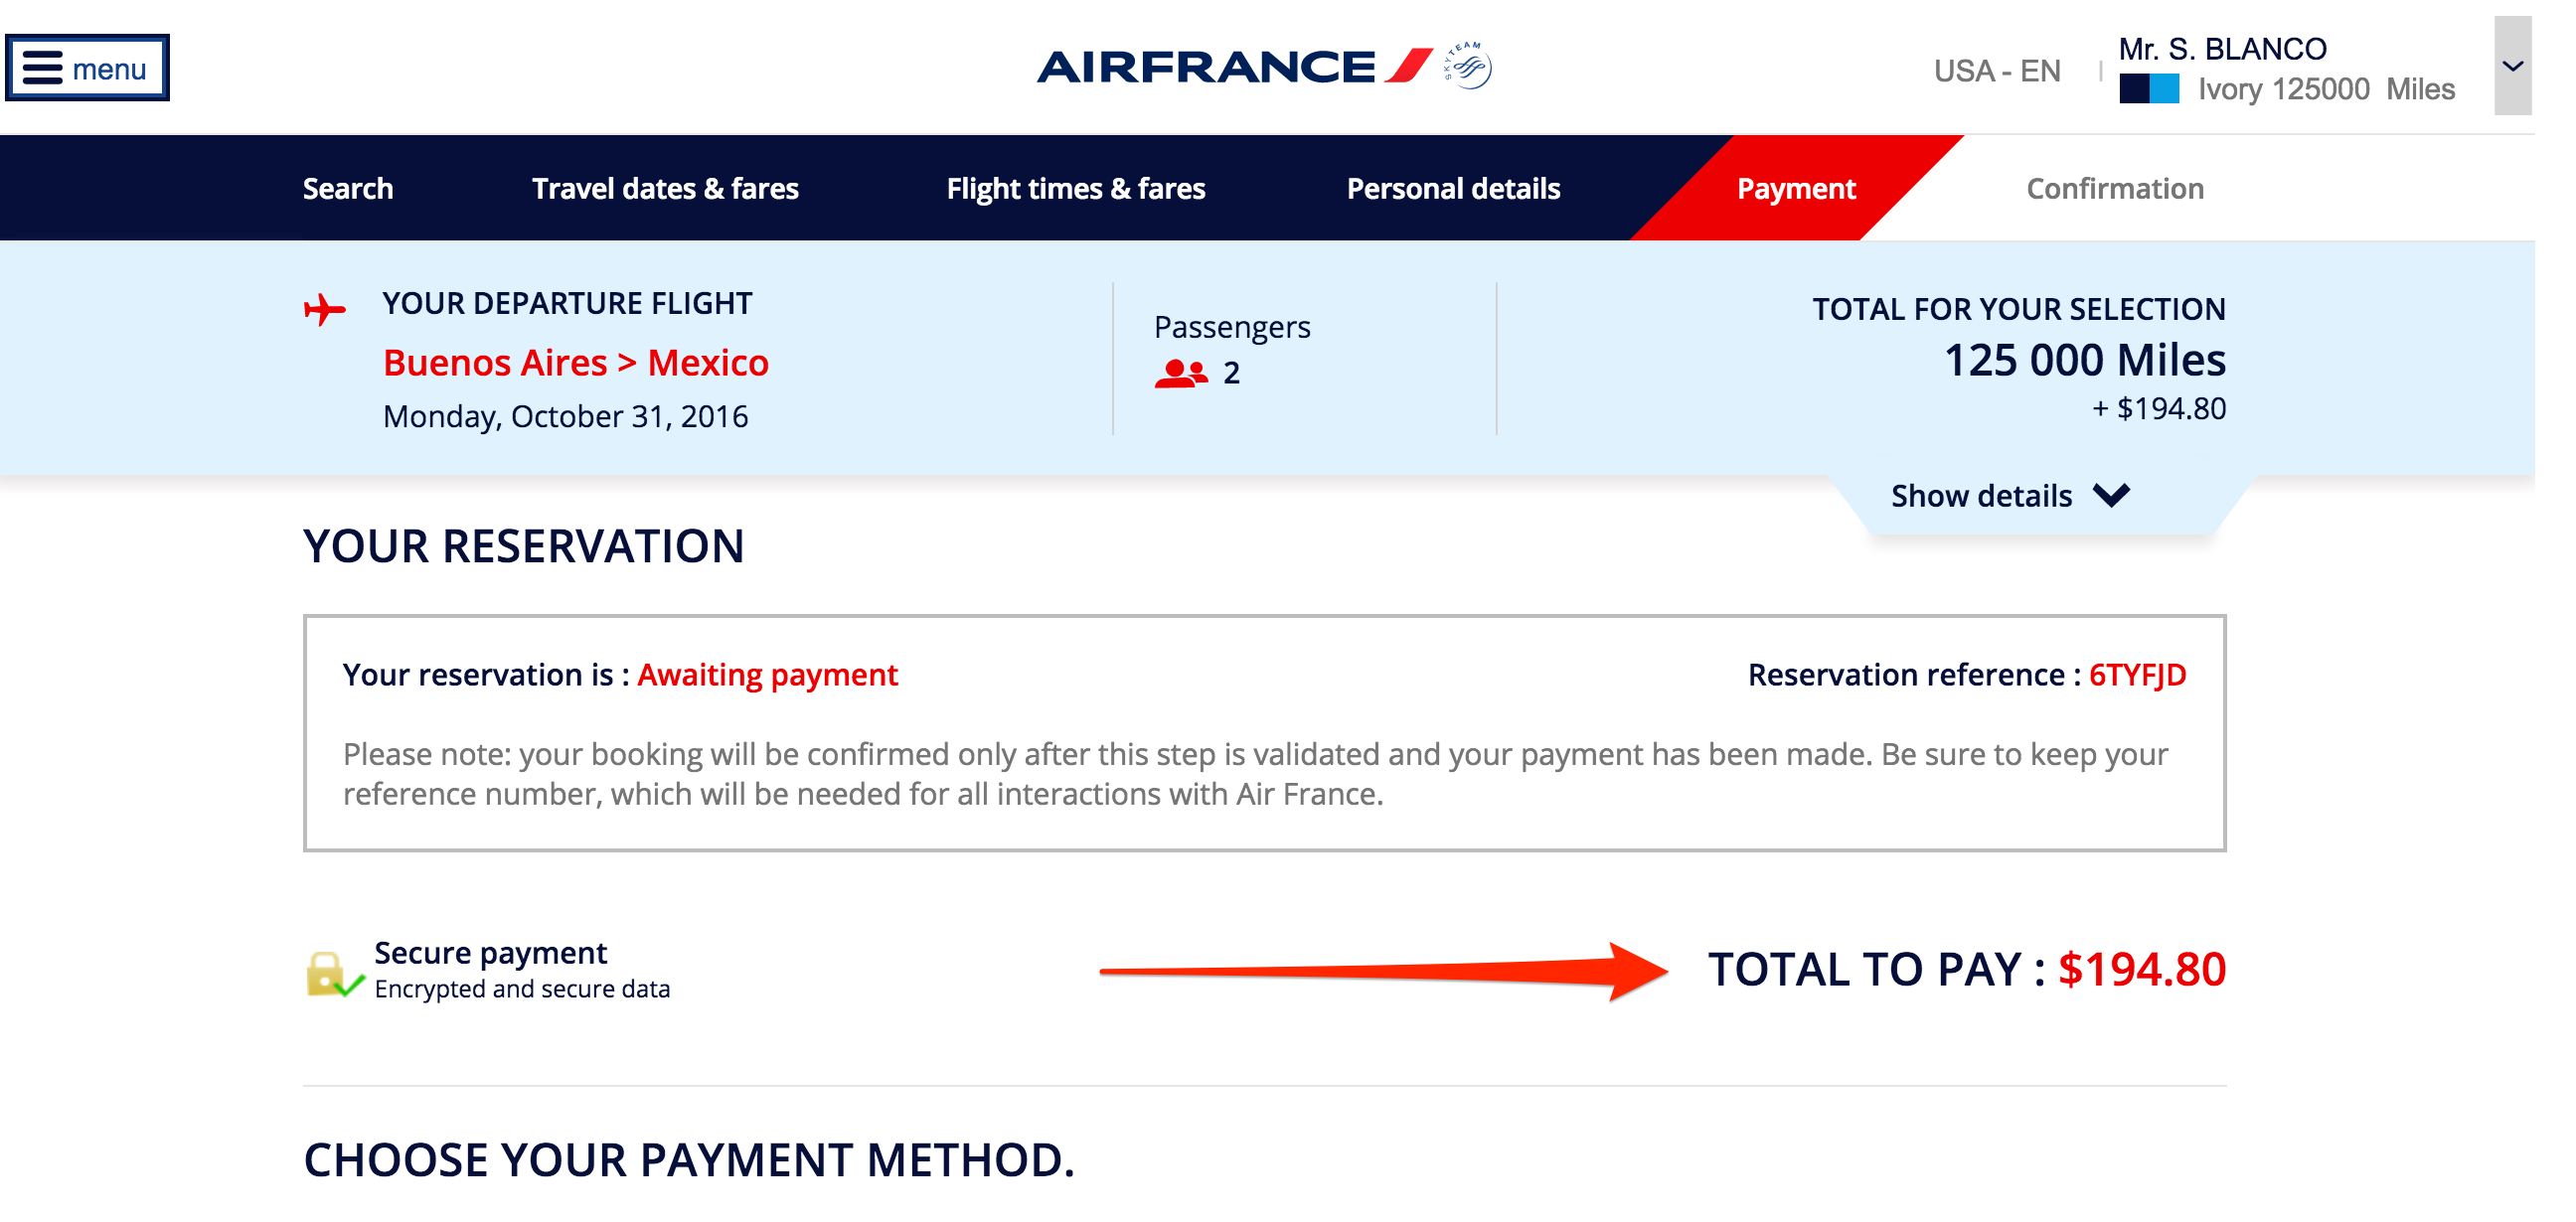 menu
AIRFRANCE
SKYTEAM
USA - EN
Mr. S. BLANCO
Ivory 125000 Miles
Search
Travel dates & fares
Flight times & fares
Personal details
Payment
Confirmation
YOUR DEPARTURE FLIGHT
Buenos Aires > Mexico
Monday, October 31, 2016
Passengers
2
TOTAL FOR YOUR SELECTION
125 000 Miles
+ $194.80
Show details
YOUR RESERVATION
Your reservation is : Awaiting payment
Reservation reference : 6TYFJD
Please note: your booking will be confirmed only after this step is validated and your payment has been made. Be sure to keep your
reference number, which will be needed for all interactions with Air France.
Secure payment
Encrypted and secure data
TOTAL TO PAY : $194.80
CHOOSE YOUR PAYMENT METHOD.